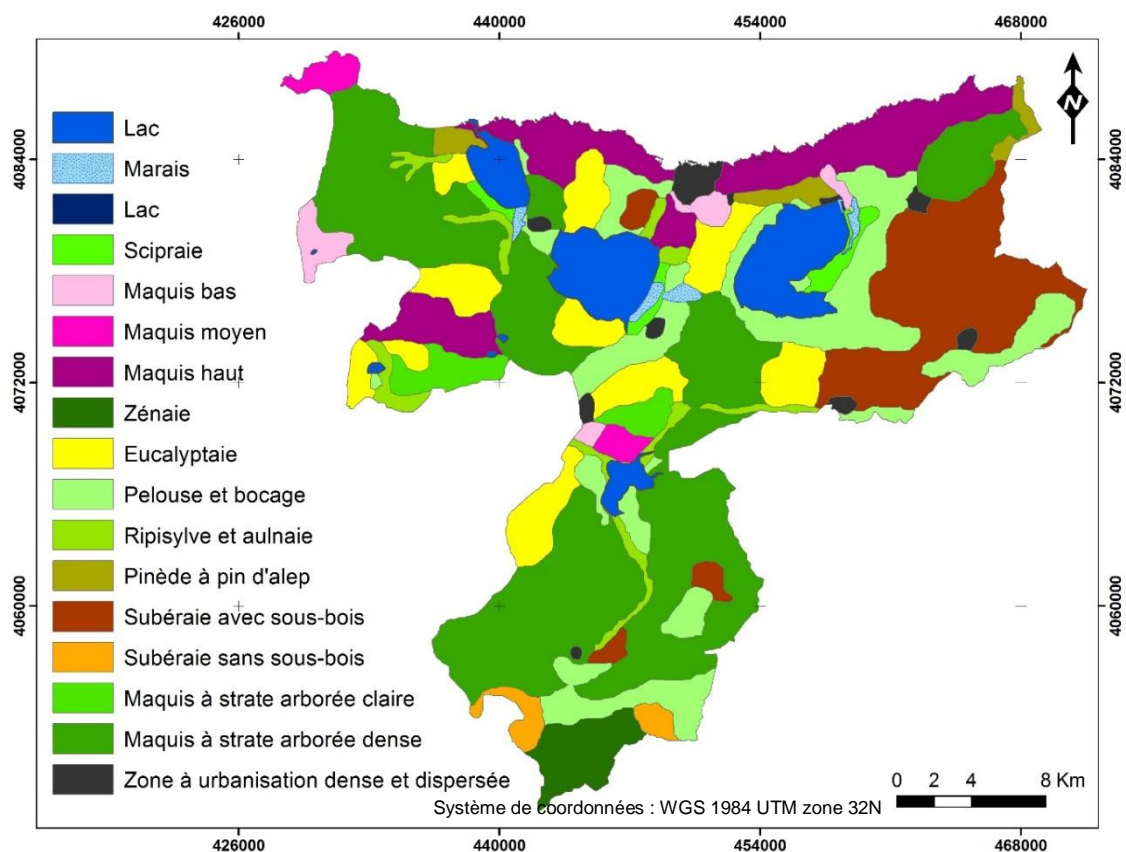 426000 440000 454000 468000
4084000 4084000
N
Lac
Marais
Lac
Scipraie
Maquis bas
Maquis moyen
Maquis haut
Zénaie
Eucalyptaie
Pelouse et bocage
Ripisylve et aulnaie
Pinède à pin d'alep
Subéraie avec sous-bois
Subéraie sans sous-bois
Maquis à strate arborée claire
Maquis à strate arborée dense
Zone à urbanisation dense et dispersée
4072000 4072000
4060000 4060000
0 2 4 8 Km
Système de coordonnées : WGS 1984 UTM zone 32N
426000 440000 454000 468000